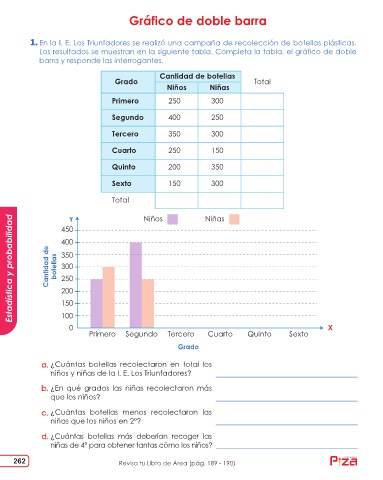 Gráfico de doble barra
1. En la I. E. Los Triunfadores se realizó una campaña de recolección de botellas plásticas.
Los resultados se muestran en la siguiente tabla. Completa la tabla, el gráfico de doble
barra y responde las interrogantes.
Grado Cantidad de botellas Total
Niños Niñas
Primero 250 300
Segundo 400 250
Tercero 350 300
Cuarto 250 150
Quinto 200 350
Sexto 150 300
Total
Y Niños Niñas
450
400
350
300
250
200
150
100
0 X
Cantidad de
botellas
Primero Segundo Tercero Cuarto Quinto Sexto
Grado
a. ¿Cuántas botellas recolectaron en total los
niños y niñas de la I. E. Los Triunfadores?
b. ¿En qué grados las niñas recolectaron más
que los niños?
c. ¿Cuántas botellas menos recolectaron las
niñas que los niños en 2°?
d. ¿Cuántas botellas más deberían recoger las
niñas de 4° para obtener tantas cómo los niños?
Estadística y probabilidad
262
Revisa tu Libro de Área (pág. 189 - 190)